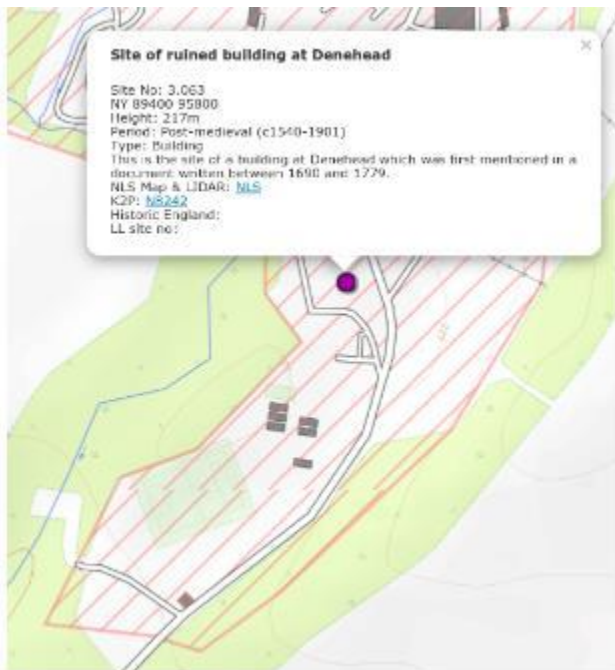 Site of ruined building at Denehead
×
Site No: 3.063
NY 89400 95800
Height: 217m
Period: Post-medieval (c1540-1901)
Type: Building
This is the site of a building at Denehead which was first mentioned in a
document written between 1690 and 1779.
NLS Map & LIDAR: NLS
K2P: N8242
Historic England:
LL site no: